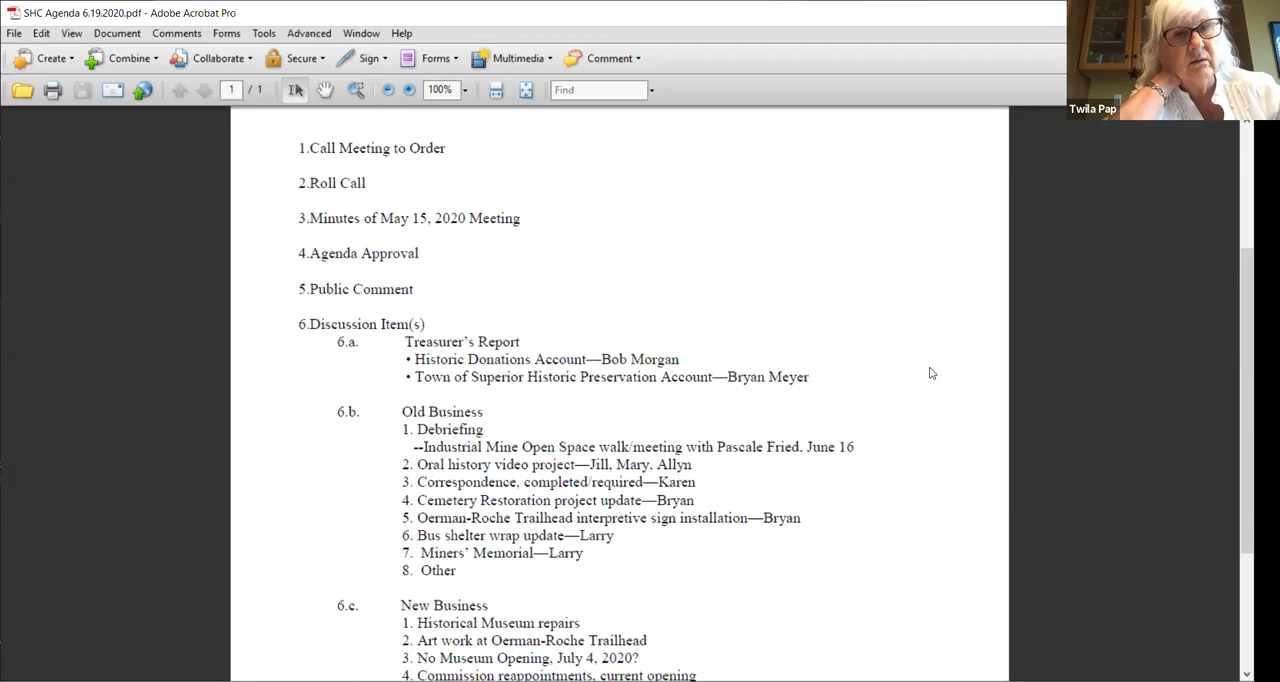 SHC Agenda 6.19.2020.pdf - Adobe Acrobat Pro
File Edit View Document Comments Forms Tools Advanced Window Help
Create Combine Collaborate Secure Sign Forms Multimedia Comment
1 / 1 100% Find
Twila Pap
1.Call Meeting to Order
2.Roll Call
3.Minutes of May 15, 2020 Meeting
4.Agenda Approval
5.Public Comment
6.Discussion Item(s)
6.a. Treasurer's Report
• Historic Donations Account—Bob Morgan
• Town of Superior Historic Preservation Account—Bryan Meyer
6.b. Old Business
1. Debriefing
--Industrial Mine Open Space walk/meeting with Pascale Fried, June 16
2. Oral history video project—Jill, Mary, Allyn
3. Correspondence, completed/required—Karen
4. Cemetery Restoration project update—Bryan
5. Oerman-Roche Trailhead interpretive sign installation—Bryan
6. Bus shelter wrap update—Larry
7. Miners' Memorial—Larry
8. Other
6.c. New Business
1. Historical Museum repairs
2. Art work at Oerman-Roche Trailhead
3. No Museum Opening, July 4, 2020?
4. Commission reappointments, current opening